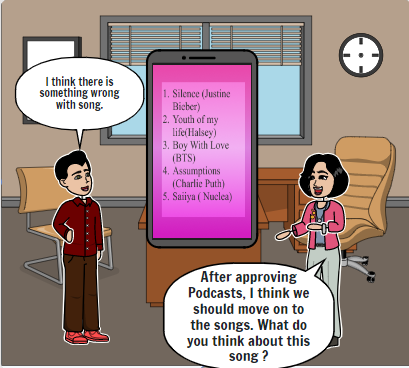 I think there is
something wrong
with song.
1. Silence (Justine
Bieber)
2. Youth of my
life(Halsey)
3. Boy With Love
(BTS)
4. Assumptions
(Charlie Puth)
5. Saiiya ( Nuclea)
After approving
Podcasts, I think we
should move on to
the songs. What do
you think about this
song ?